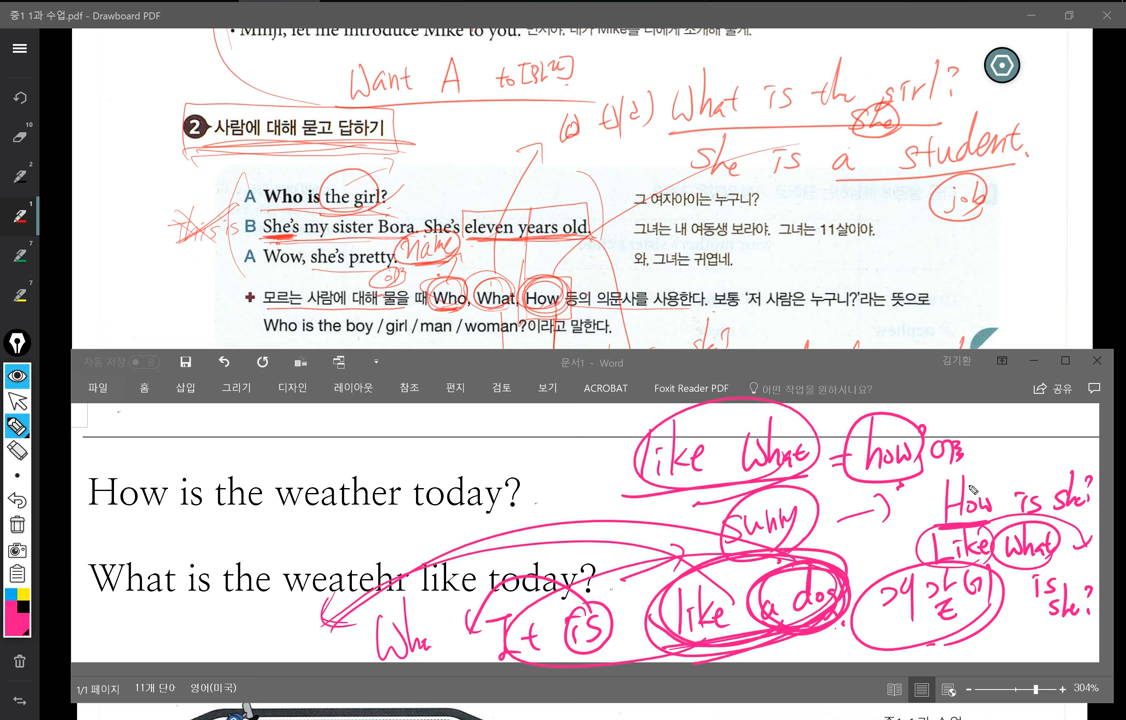 중1 1과 수업.pdf - Drawboard PDF
• Minji, let me introduce Mike to you.
Want A to
What is the girl?
she
2 사람에 대해 묻고 답하기
she is a student.
job
A Who is the girl?
그 여자아이는 누구니?
This is
B She's my sister Bora. She's eleven years old.
그녀는 내 여동생 보라야. 그녀는 11살이야.
A Wow, she's pretty.
와, 그녀는 귀엽네.
+ 모르는 사람에 대해 물을 때 Who, What, How 등의 의문사를 사용한다. 보통 '저 사람은 누구니?'라는 뜻으로
Who is the boy / girl / man / woman?이라고 말한다.
she?
자동 저장
문서1 - Word
김기환
파일 홈 삽입 그리기 디자인 레이아웃 참조 편지 검토 보기 ACROBAT Foxit Reader PDF 어떤 작업을 원하시나요? 공유
like What = how?
How is the weather today?
How is she?
sunny
Like What is she?
What is the weatehr like today?
It is like a dog.
Wha
1/1 페이지 11개 단어 영어(미국) 304%